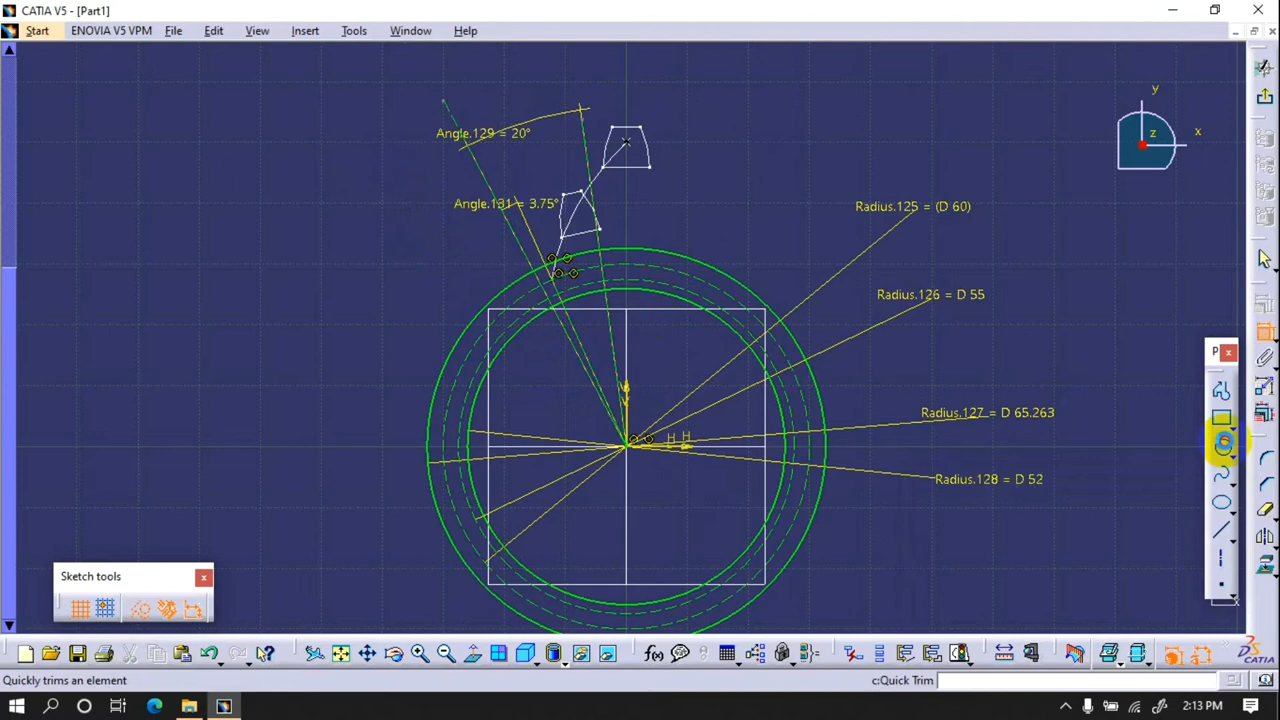 CATIA V5 - [Part1]
Start ENOVIA V5 VPM File Edit View Insert Tools Window Help
y
x
z
Angle.129 = 20°
Angle.131 = 3.75°
Radius.125 = (D 60)
Radius.126 = D 55
P
Radius.127 = D 65.263
V
H H
Radius.128 = D 52
Sketch tools
f(x)
CATIA
Quickly trims an element
c:Quick Trim
2:13 PM